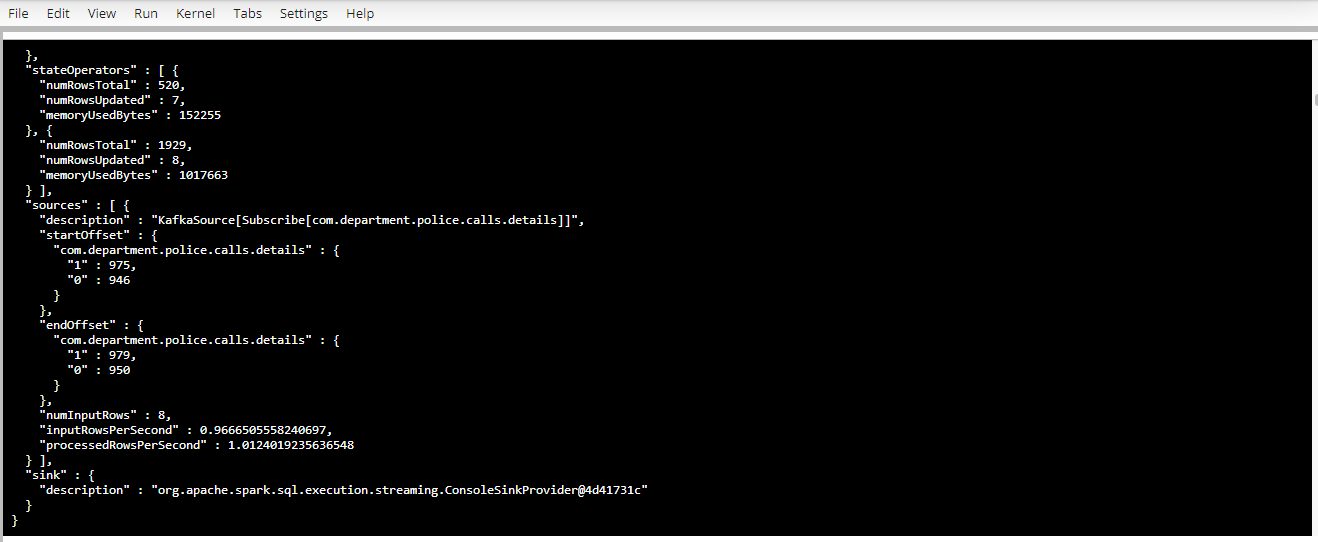 File Edit View Run Kernel Tabs Settings Help
},
"stateOperators" : [ {
"numRowsTotal" : 520,
"numRowsUpdated" : 7,
"memoryUsedBytes" : 152255
}, {
"numRowsTotal" : 1929,
"numRowsUpdated" : 8,
"memoryUsedBytes" : 1017663
} ],
"sources" : [ {
"description" : "KafkaSource[Subscribe[com.department.police.calls.details]]",
"startOffset" : {
"com.department.police.calls.details" : {
"1" : 975,
"0" : 946
}
},
"endOffset" : {
"com.department.police.calls.details" : {
"1" : 979,
"0" : 950
}
},
"numInputRows" : 8,
"inputRowsPerSecond" : 0.9666505558240697,
"processedRowsPerSecond" : 1.0124019235636548
} ],
"sink" : {
"description" : "org.apache.spark.sql.execution.streaming.ConsoleSinkProvider@4d41731c"
}
}